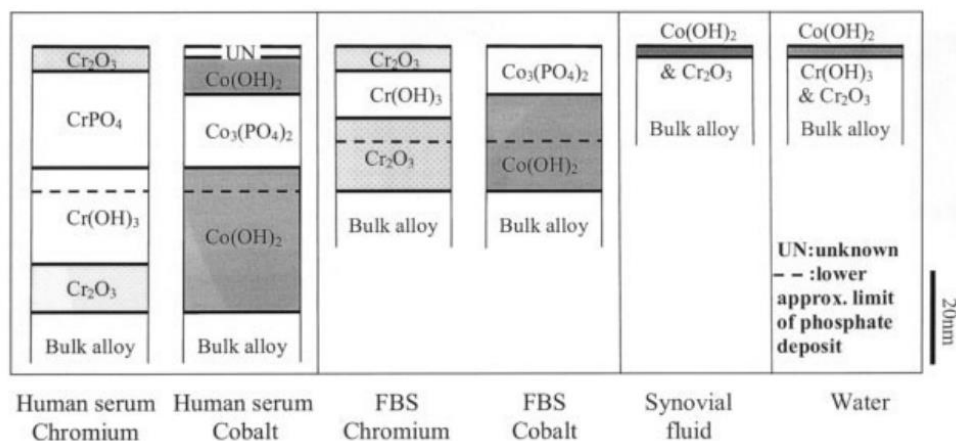 Cr₂O₃
CrPO₄
Cr(OH)₃
Cr₂O₃
Bulk alloy
UN
Co(OH)₂
Co₃(PO₄)₂
Co(OH)₂
Bulk alloy
Cr₂O₃
Cr(OH)₃
Cr₂O₃
Bulk alloy
Co₃(PO₄)₂
Co(OH)₂
Bulk alloy
Co(OH)₂
& Cr₂O₃
Bulk alloy
Co(OH)₂
Cr(OH)₃
& Cr₂O₃
Bulk alloy
UN:unknown
– – :lower
approx. limit
of phosphate
deposit
20nm
Human serum
Chromium
Human serum
Cobalt
FBS
Chromium
FBS
Cobalt
Synovial
fluid
Water